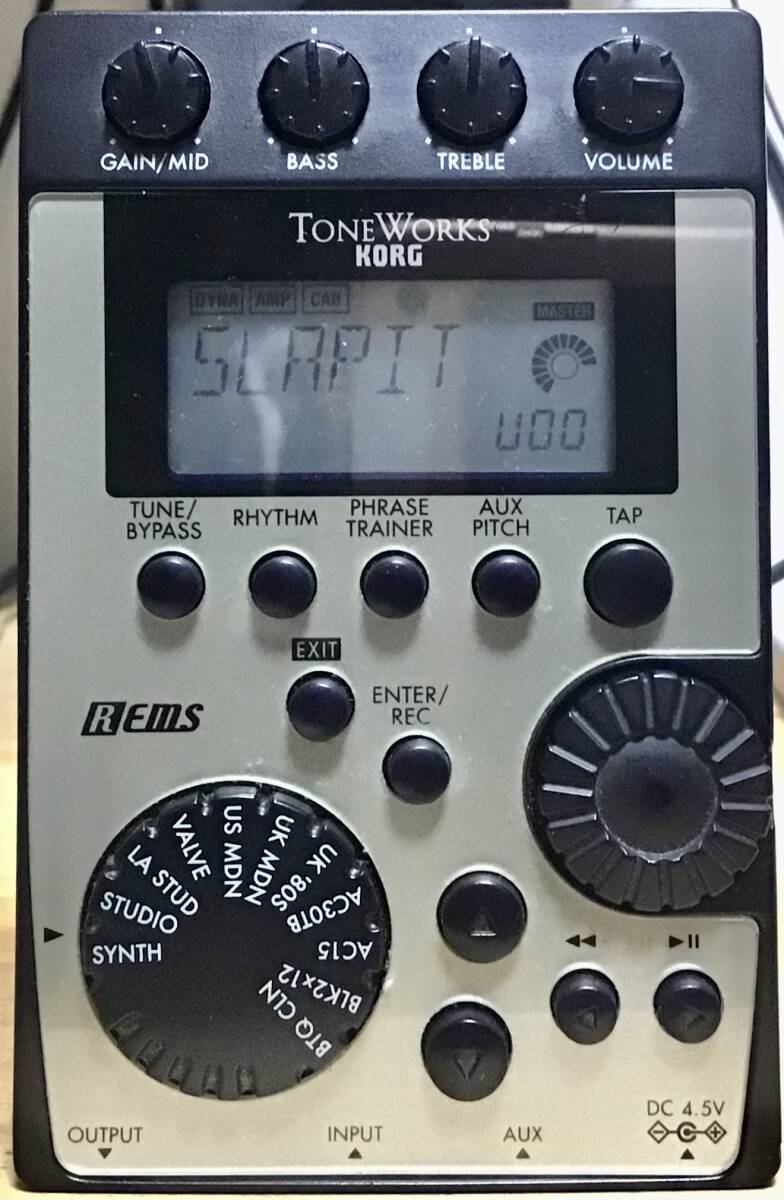 GAIN/MID BASS TREBLE VOLUME
TONEWORKS
KORG
DYNA AMP CAB
MASTER
SLAPIT
U00
TUNE/
BYPASS
RHYTHM
PHRASE
TRAINER
AUX
PITCH
TAP
EXIT
ENTER/
REC
REMS
SYNTH
STUDIO
LA STUD
VALVE
US MDN
UK MDN
UK '80S
AC30TB
AC15
BLK2x12
BTQ CLN
DC 4.5V
OUTPUT INPUT AUX